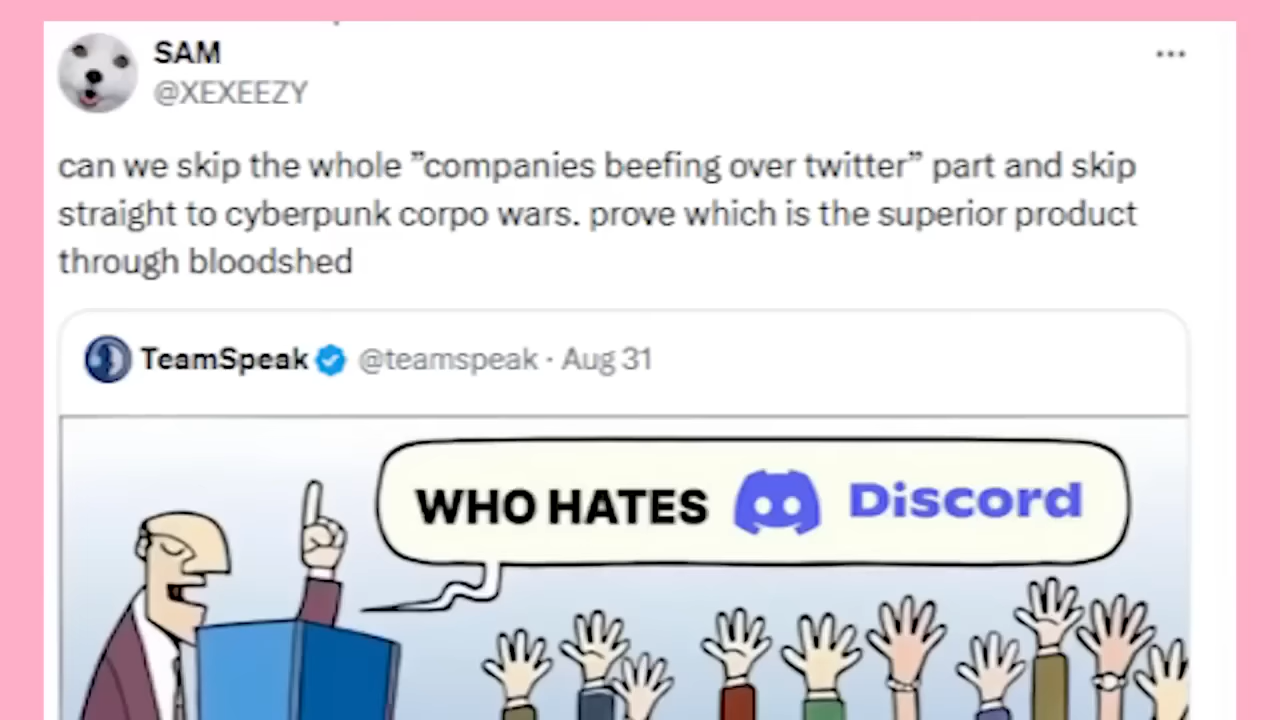 SAM
@XEXEEZY
can we skip the whole ”companies beefing over twitter” part and skip
straight to cyberpunk corpo wars. prove which is the superior product
through bloodshed
TeamSpeak @teamspeak · Aug 31
WHO HATES Discord